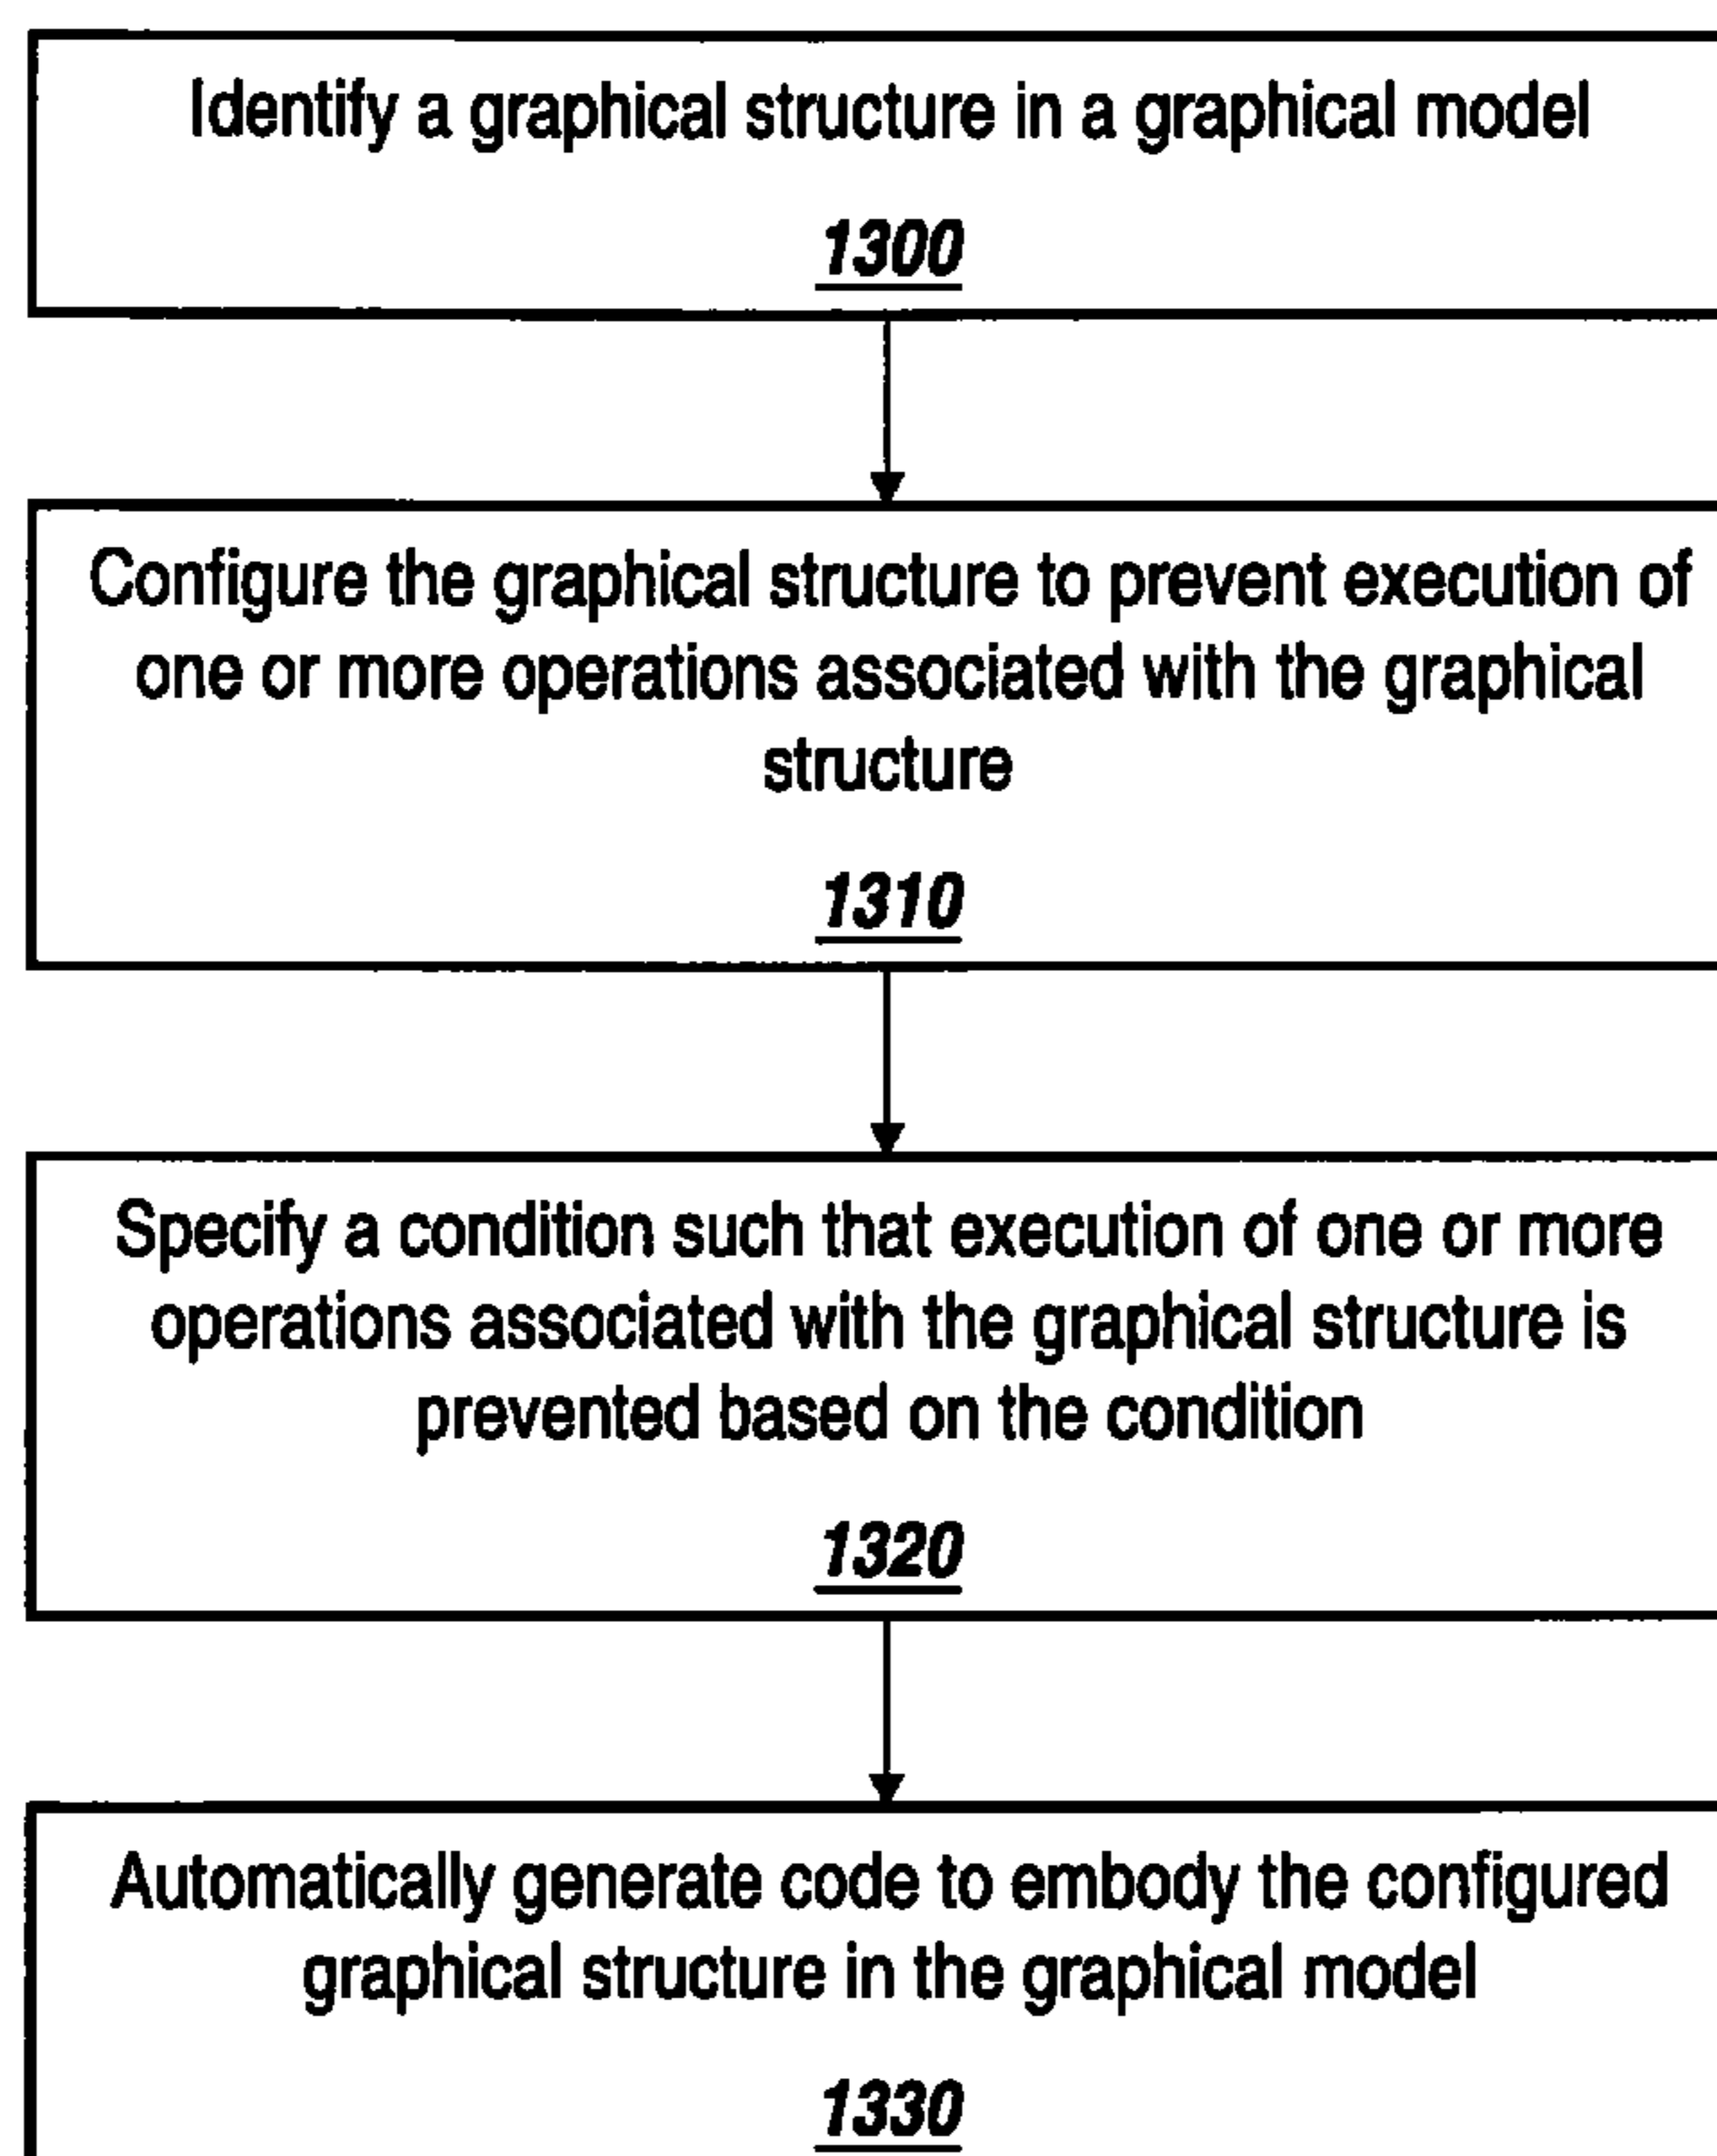 Identify a graphical structure in a graphical model
1300
Configure the graphical structure to prevent execution of
one or more operations associated with the graphical
structure
1310
Specify a condition such that execution of one or more
operations associated with the graphical structure is
prevented based on the condition
1320
Automatically generate code to embody the configured
graphical structure in the graphical model
1330